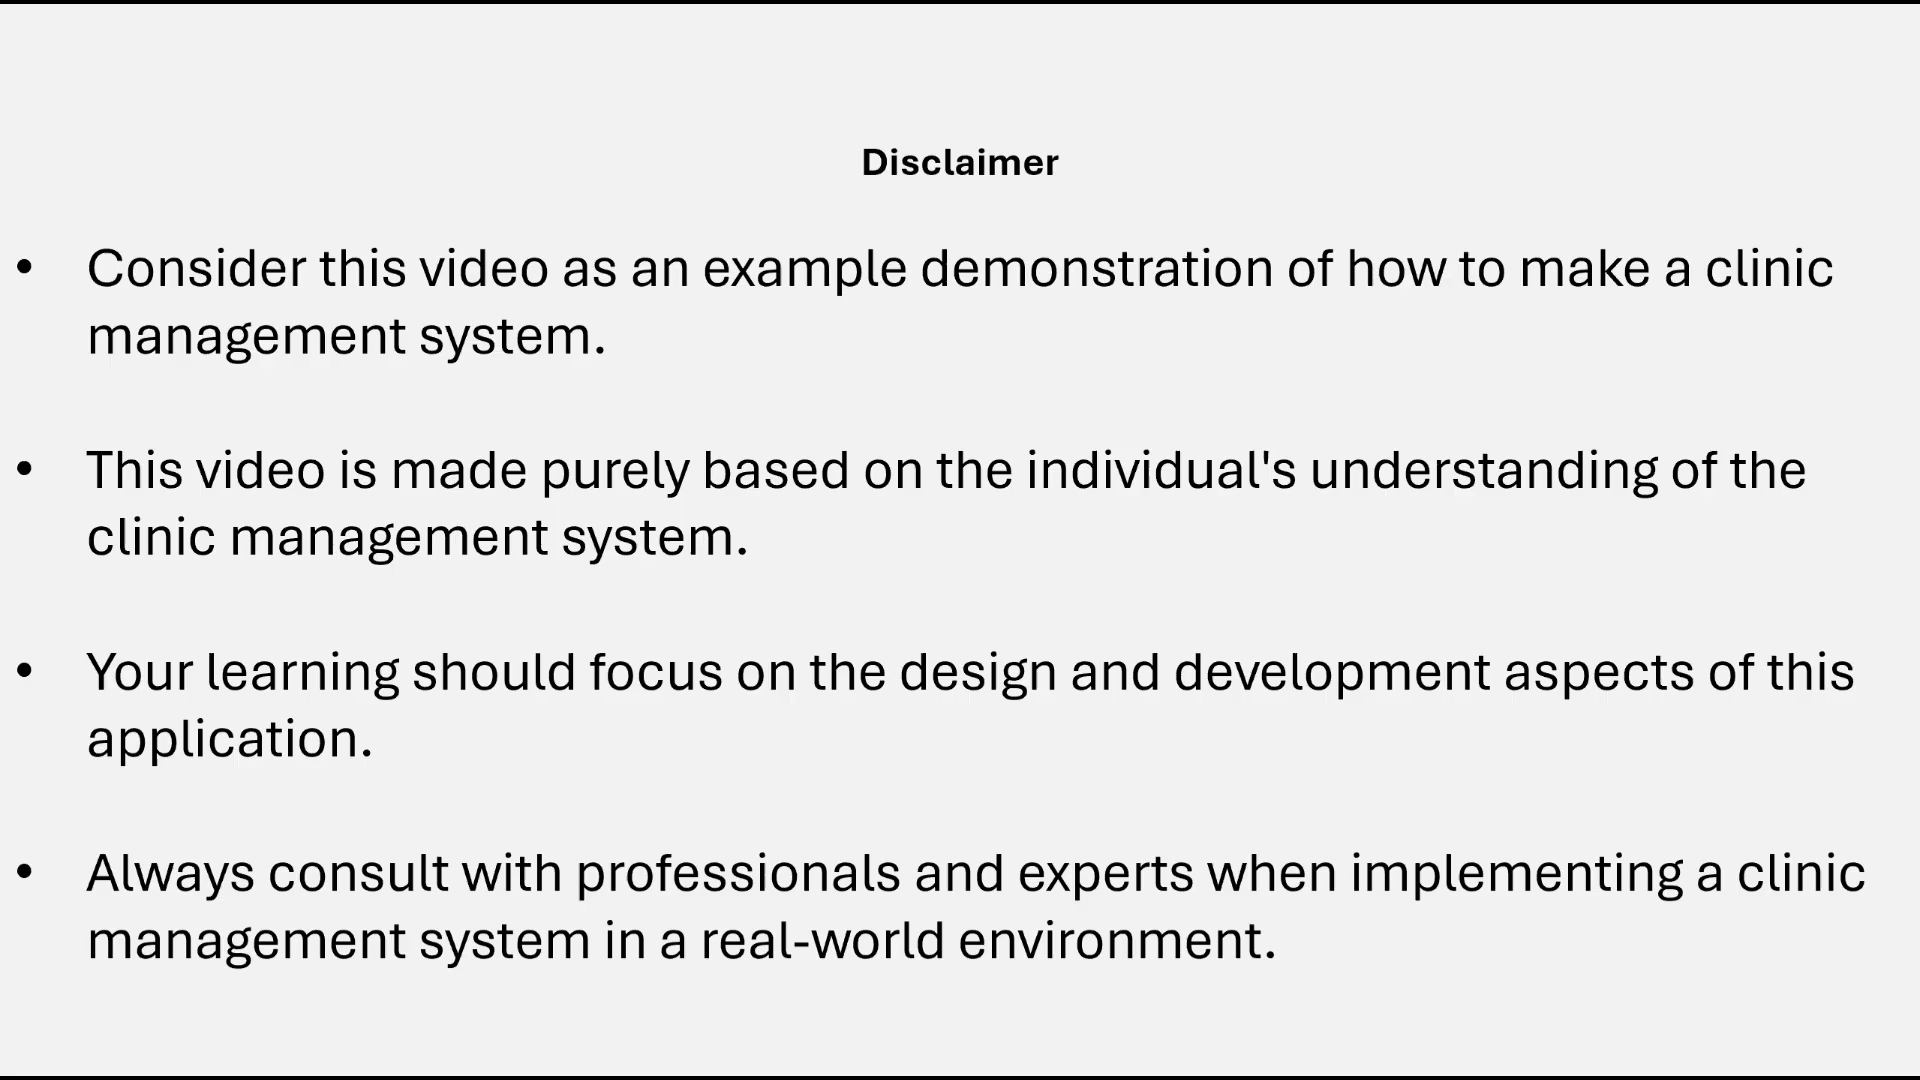 Disclaimer
• Consider this video as an example demonstration of how to make a clinic
management system.
• This video is made purely based on the individual's understanding of the
clinic management system.
• Your learning should focus on the design and development aspects of this
application.
• Always consult with professionals and experts when implementing a clinic
management system in a real-world environment.